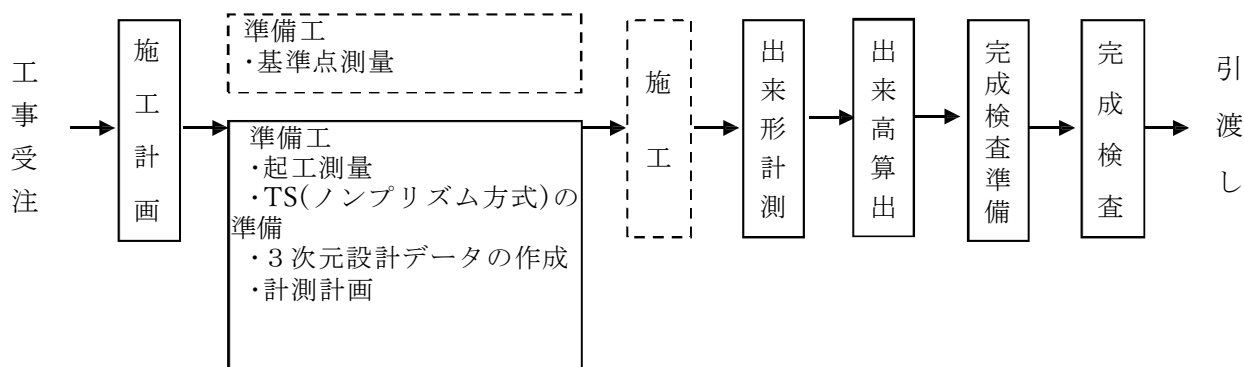 工事受注
施工計画
準備工
・基準点測量
準備工
・起工測量
・TS(ノンプリズム方式)の
準備
・３次元設計データの作成
・計測計画
施工
出来形計測
出来高算出
完成検査準備
完成検査
引渡し